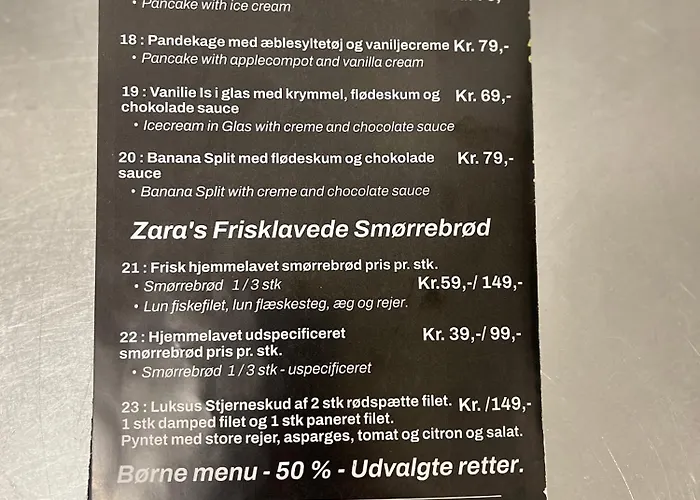 • Pancake with ice cream
18 : Pandekage med æblesyltetøj og vaniljecreme Kr. 79,-
• Pancake with applecompot and vanilla cream
19 : Vanilie Is i glas med krymmel, flødeskum og Kr. 69,-
chokolade sauce
• Icecream in Glas with creme and chocolate sauce
20 : Banana Split med flødeskum og chokolade Kr. 79,-
sauce
• Banana Split with creme and chocolate sauce
Zara's Frisklavede Smørrebrød
21 : Frisk hjemmelavet smørrebrød pris pr. stk.
• Smørrebrød 1 / 3 stk Kr.59,-/ 149,-
• Lun fiskefilet, lun flæskesteg, æg og rejer.
22 : Hjemmelavet udspecificeret Kr. 39,-/ 99,-
smørrebrød pris pr. stk.
• Smørrebrød 1 / 3 stk - uspecificeret
23 : Luksus Stjerneskud af 2 stk rødspætte filet. Kr. /149,-
1 stk damped filet og 1 stk paneret filet.
Pyntet med store rejer, asparges, tomat og citron og salat.
Børne menu - 50 % - Udvalgte retter.